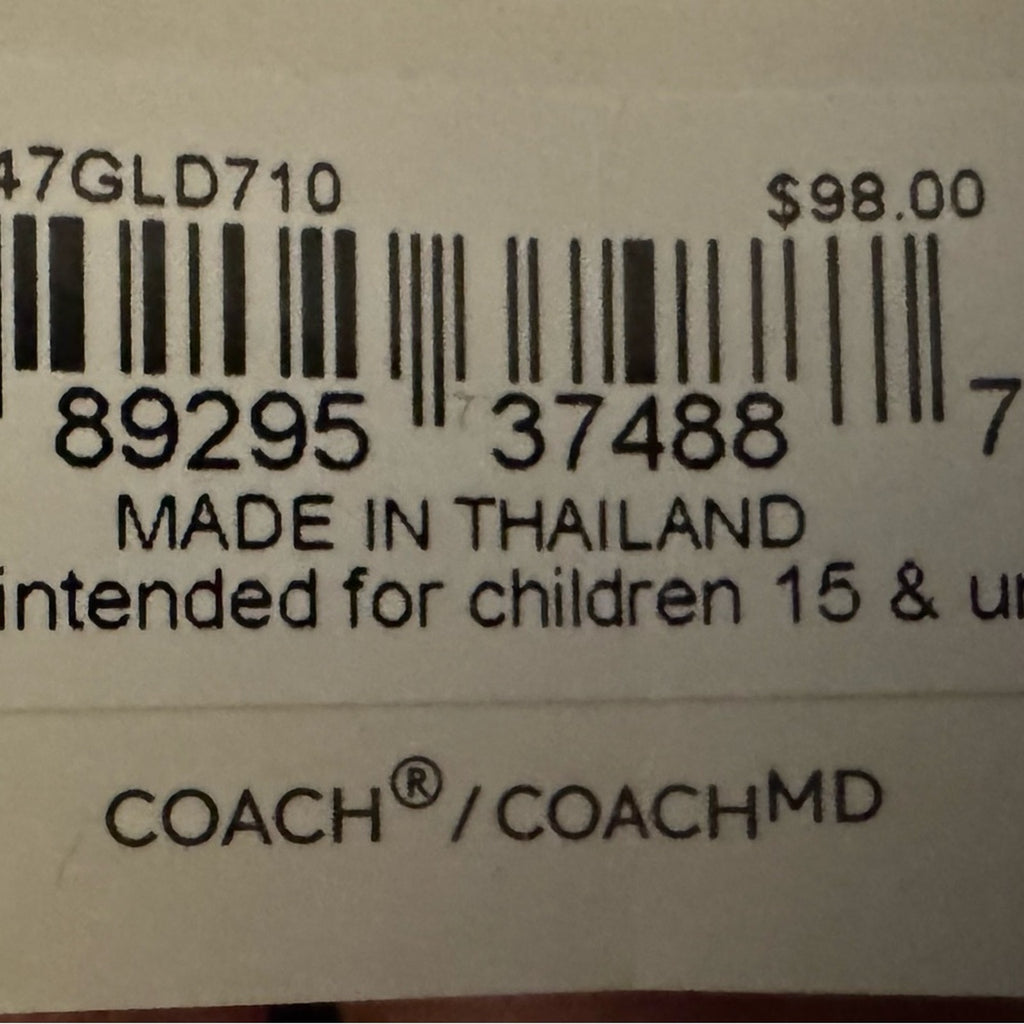 47GLD710 $98.00
89295 37488 7
MADE IN THAILAND
intended for children 15 &
COACH®/COACHMD